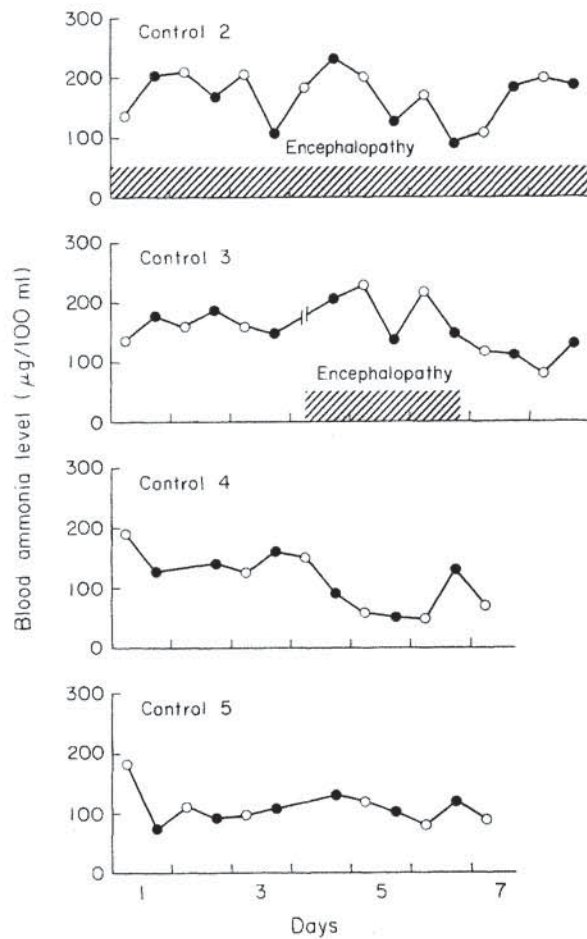 Blood ammonia level (µg/100 ml)
Control 2
300
200
100
0
Encephalopathy
Control 3
300
200
100
0
Encephalopathy
Control 4
300
200
100
0
Control 5
300
200
100
0
1 3 5 7
Days